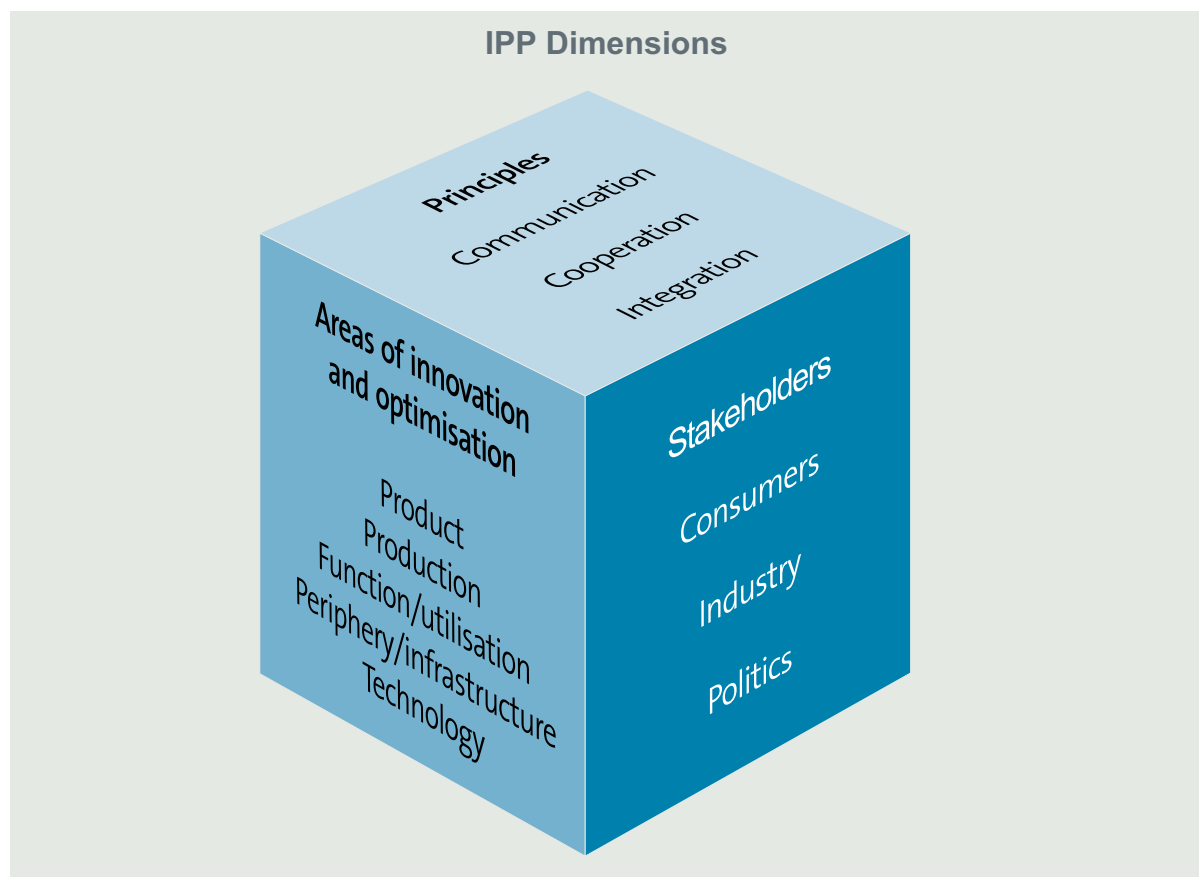 IPP Dimensions
Principles
Communication
Cooperation
Integration
Areas of innovation
and optimisation
Product
Production
Function/utilisation
Periphery/infrastructure
Technology
Stakeholders
Consumers
Industry
Politics